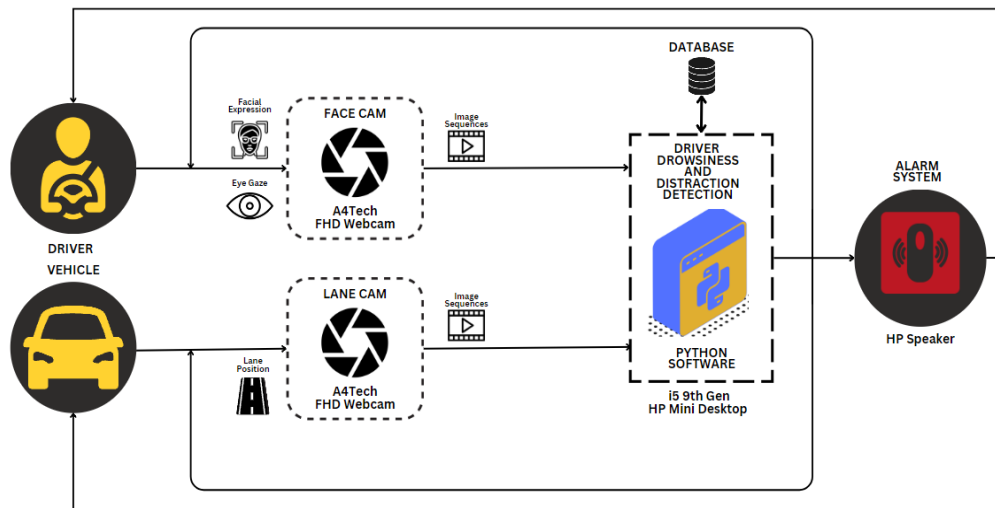 DATABASE
Facial
Expression
FACE CAM
Image
Sequences
DRIVER
DROWSINESS
AND
DISTRACTION
DETECTION
ALARM
SYSTEM
Eye Gaze
A4Tech
FHD Webcam
DRIVER
VEHICLE
LANE CAM
Image
Sequences
HP Speaker
Lane
Position
PYTHON
SOFTWARE
A4Tech
FHD Webcam
i5 9th Gen
HP Mini Desktop